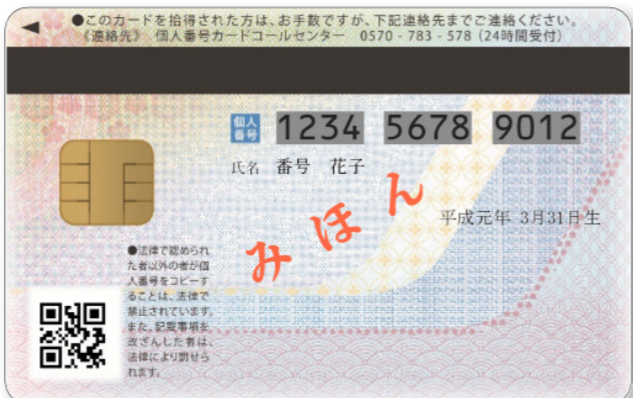 ●このカードを拾得された方は、お手数ですが、下記連絡先までご連絡ください。
《連絡先》 個人番号カードコールセンター 0570-783-578 (24時間受付)
個人
番号 1234 5678 9012
氏名 番号 花子
みほん
平成元年 3月31日生
●法律で認められ
た者以外の者が個
人番号をコピーす
ることは、法律で
禁止されています。
また、記載事項を
改ざんした者は、
法律により罰せら
れます。